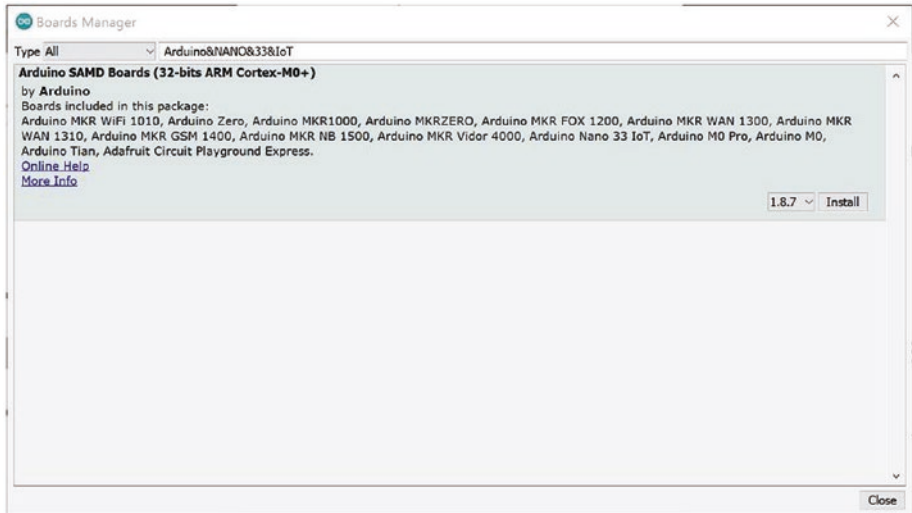 Boards Manager
Type All Arduino&NANO&33&IoT
Arduino SAMD Boards (32-bits ARM Cortex-M0+)
by Arduino
Boards included in this package:
Arduino MKR WiFi 1010, Arduino Zero, Arduino MKR1000, Arduino MKRZERO, Arduino MKR FOX 1200, Arduino MKR WAN 1300, Arduino MKR
WAN 1310, Arduino MKR GSM 1400, Arduino MKR NB 1500, Arduino MKR Vidor 4000, Arduino Nano 33 IoT, Arduino M0 Pro, Arduino M0,
Arduino Tian, Adafruit Circuit Playground Express.
Online Help
More Info
1.8.7 Install
Close